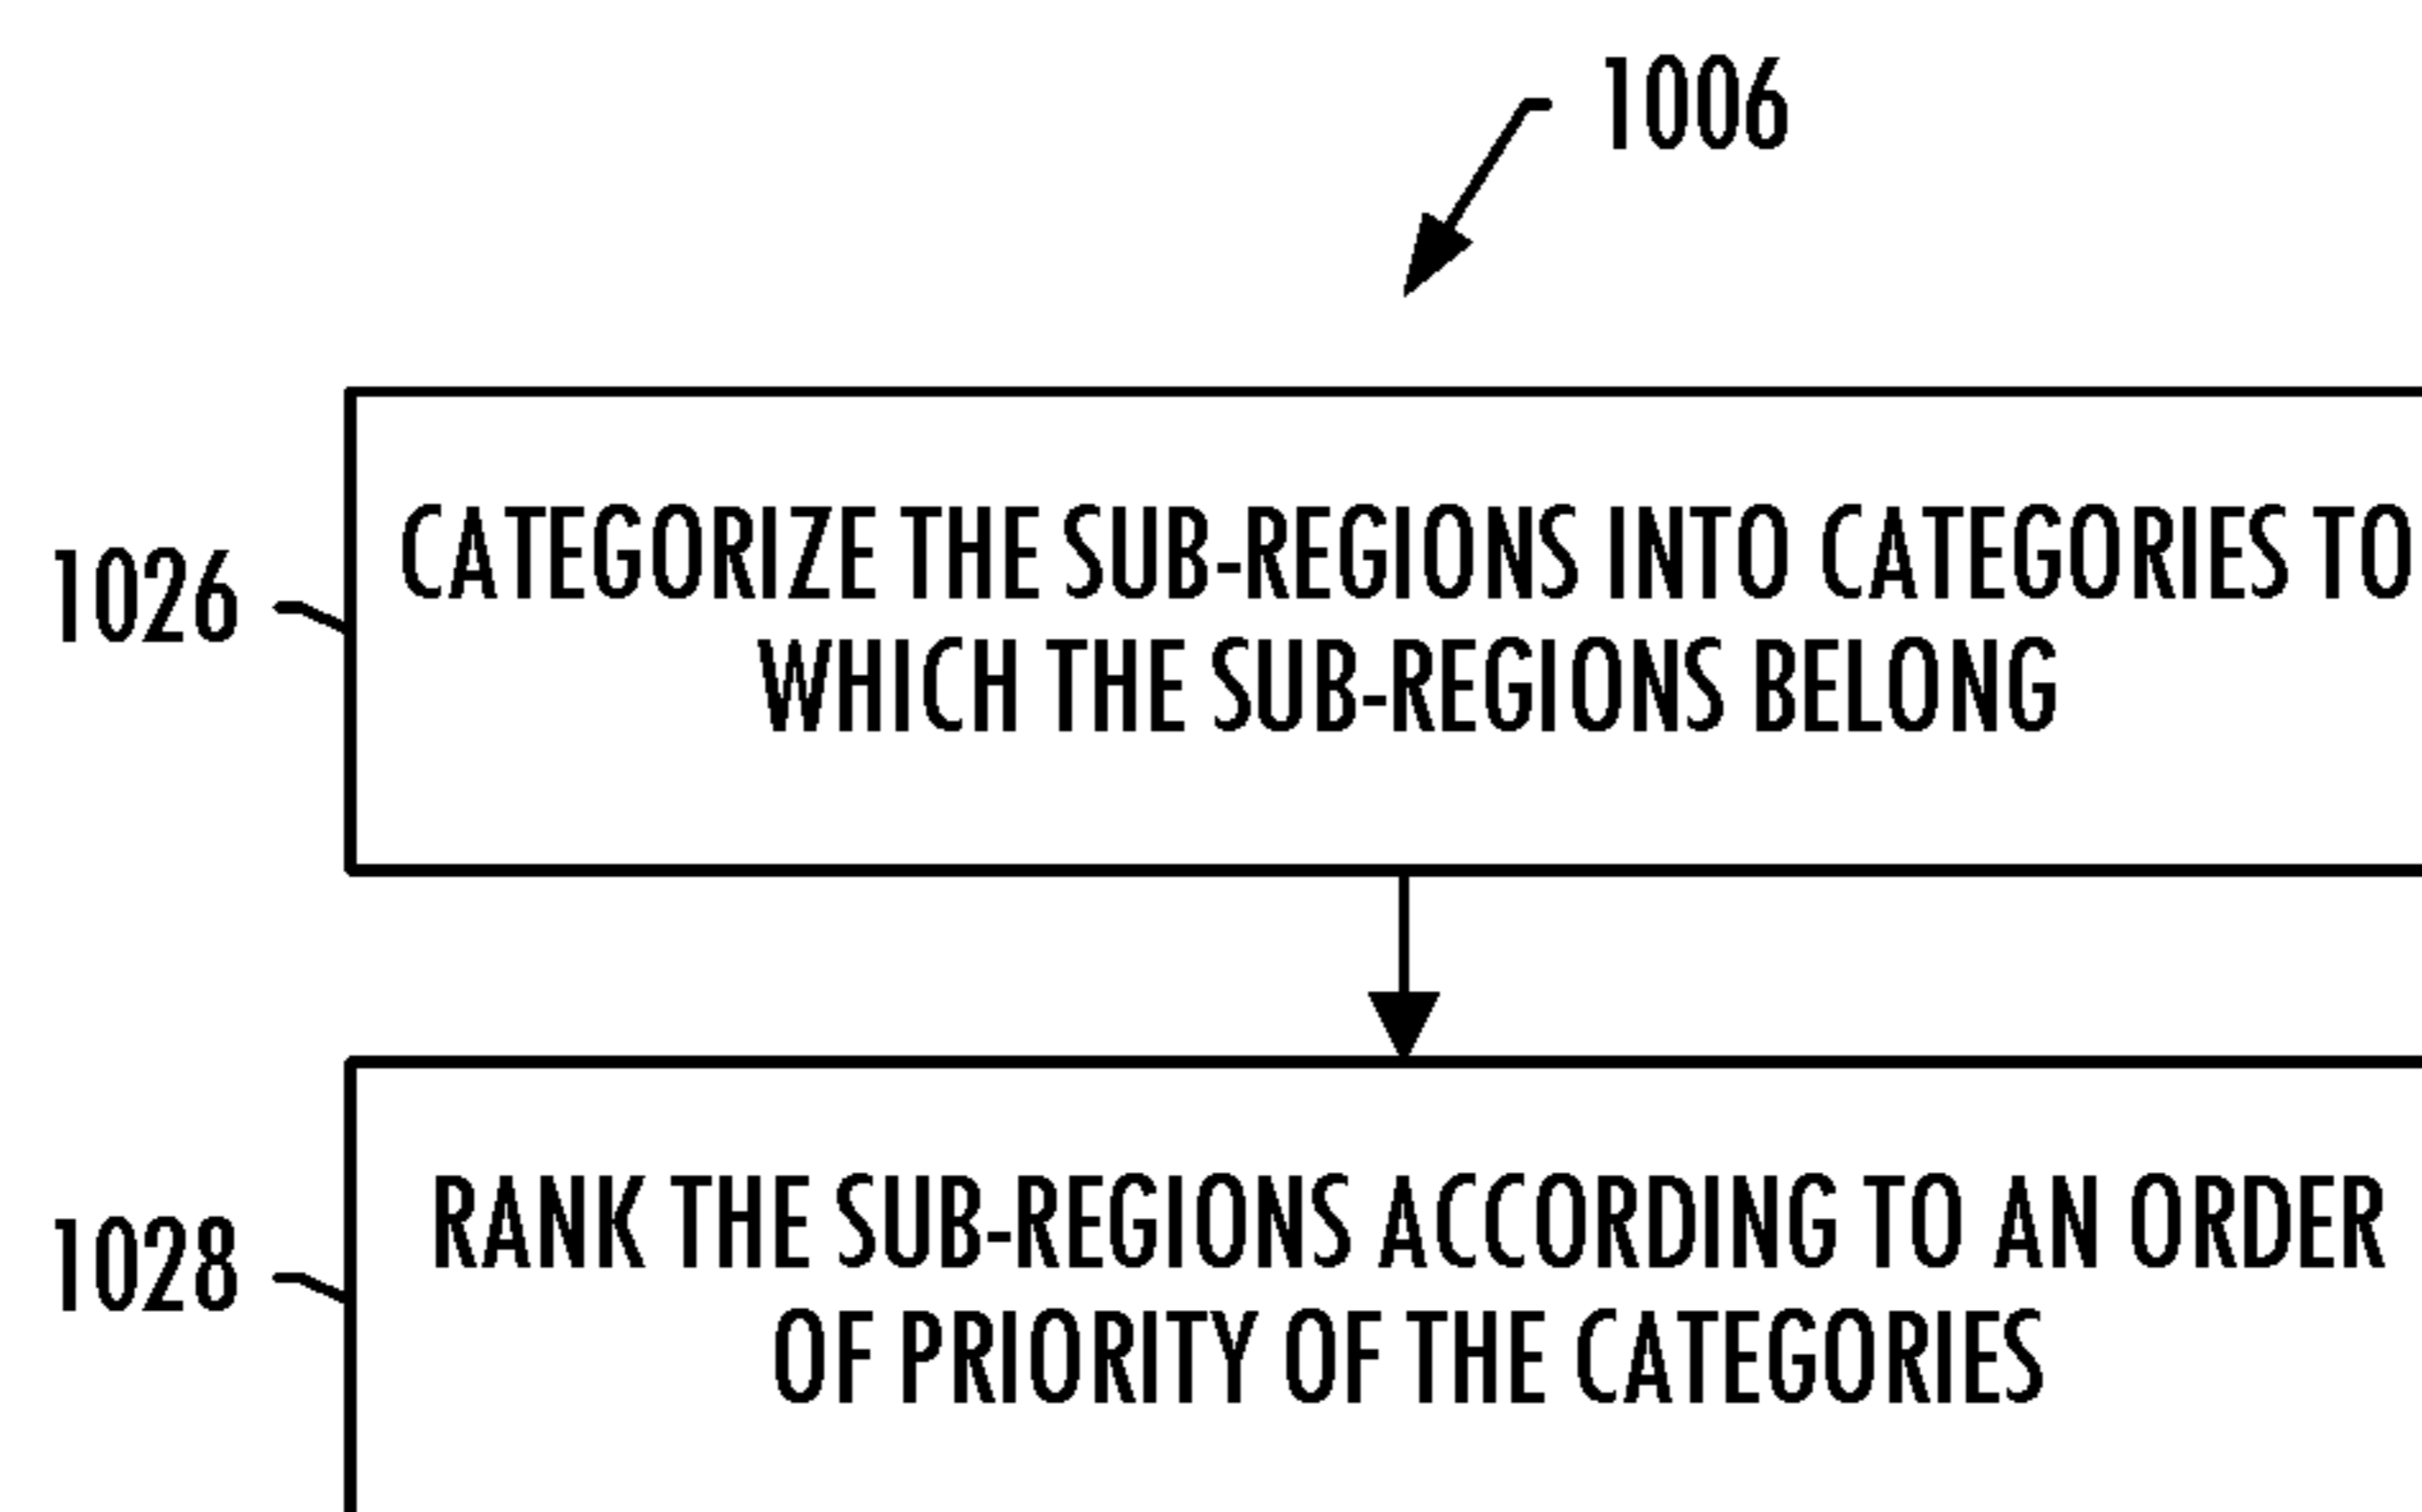 1006
1026
CATEGORIZE THE SUB-REGIONS INTO CATEGORIES TO
WHICH THE SUB-REGIONS BELONG
1028
RANK THE SUB-REGIONS ACCORDING TO AN ORDER
OF PRIORITY OF THE CATEGORIES